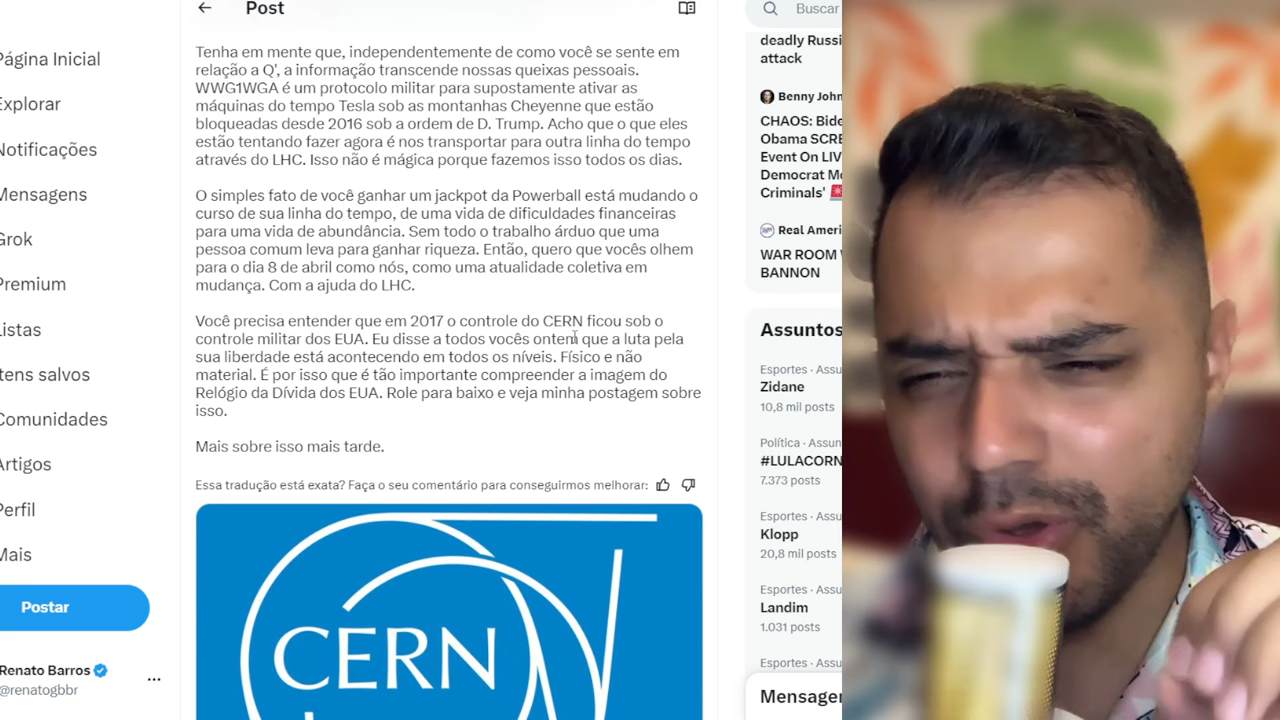 Página Inicial
Explorar
Notificações
Mensagens
Grok
Premium
Listas
Itens salvos
Comunidades
Artigos
Perfil
Mais
Postar
Renato Barros
@renatogbbr
...
Post
Tenha em mente que, independentemente de como você se sente em
relação a Q', a informação transcende nossas queixas pessoais.
WWG1WGA é um protocolo militar para supostamente ativar as
máquinas do tempo Tesla sob as montanhas Cheyenne que estão
bloqueadas desde 2016 sob a ordem de D. Trump. Acho que o que eles
estão tentando fazer agora é nos transportar para outra linha do tempo
através do LHC. Isso não é mágica porque fazemos isso todos os dias.
O simples fato de você ganhar um jackpot da Powerball está mudando o
curso de sua linha do tempo, de uma vida de dificuldades financeiras
para uma vida de abundância. Sem todo o trabalho árduo que uma
pessoa comum leva para ganhar riqueza. Então, quero que vocês olhem
para o dia 8 de abril como nós, como uma atualidade coletiva em
mudança. Com a ajuda do LHC.
Você precisa entender que em 2017 o controle do CERN ficou sob o
controle militar dos EUA. Eu disse a todos vocês ontem que a luta pela
sua liberdade está acontecendo em todos os níveis. Físico e não
material. É por isso que é tão importante compreender a imagem do
Relógio da Dívida dos EUA. Role para baixo e veja minha postagem sobre
isso.
Mais sobre isso mais tarde.
Essa tradução está exata? Faça o seu comentário para conseguirmos melhorar:
CERN
Buscar
deadly Russi
attack
Benny John
CHAOS: Bide
Obama SCRE
Event On LIV
Democrat Me
Criminals'
Real Ameri
WAR ROOM W
BANNON
Assuntos
Esportes · Assu
Zidane
10,8 mil posts
Política · Assun
#LULACORN
7.373 posts
Esportes · Assu
Klopp
20,8 mil posts
Esportes · Assu
Landim
1.031 posts
Esportes · Assu
Mensagen